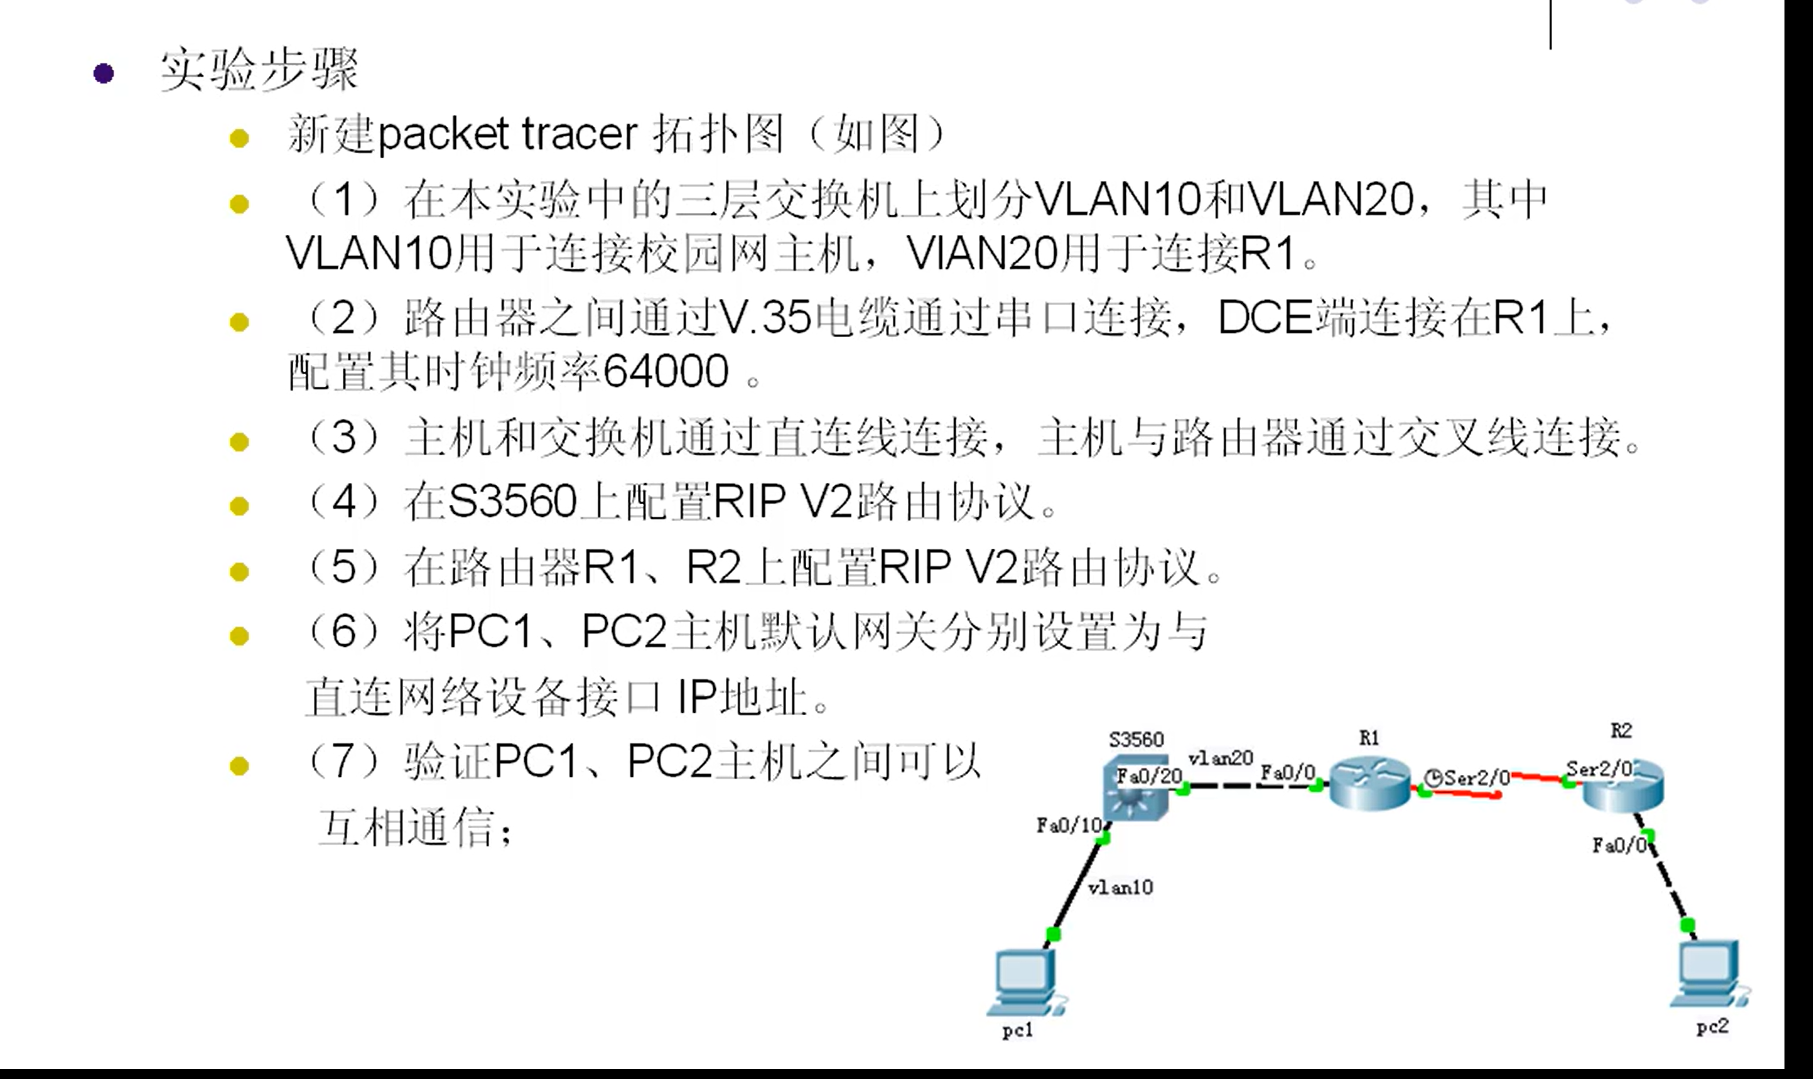 实验步骤
新建packet tracer 拓扑图（如图）
（1）在本实验中的三层交换机上划分VLAN10和VLAN20，其中
VLAN10用于连接校园网主机，VlAN20用于连接R1。
（2）路由器之间通过V.35电缆通过串口连接，DCE端连接在R1上，
配置其时钟频率64000 。
（3）主机和交换机通过直连线连接，主机与路由器通过交叉线连接。
（4）在S3560上配置RIP V2路由协议。
（5）在路由器R1、R2上配置RIP V2路由协议。
（6）将PC1、PC2主机默认网关分别设置为与
直连网络设备接口 IP地址。
（7）验证PC1、PC2主机之间可以
互相通信；
S3560
R1
R2
vlan20
Fa0/20
Fa0/0
Ser2/0
Ser2/0
Fa0/10
Fa0/0
vlan10
pc1
pc2